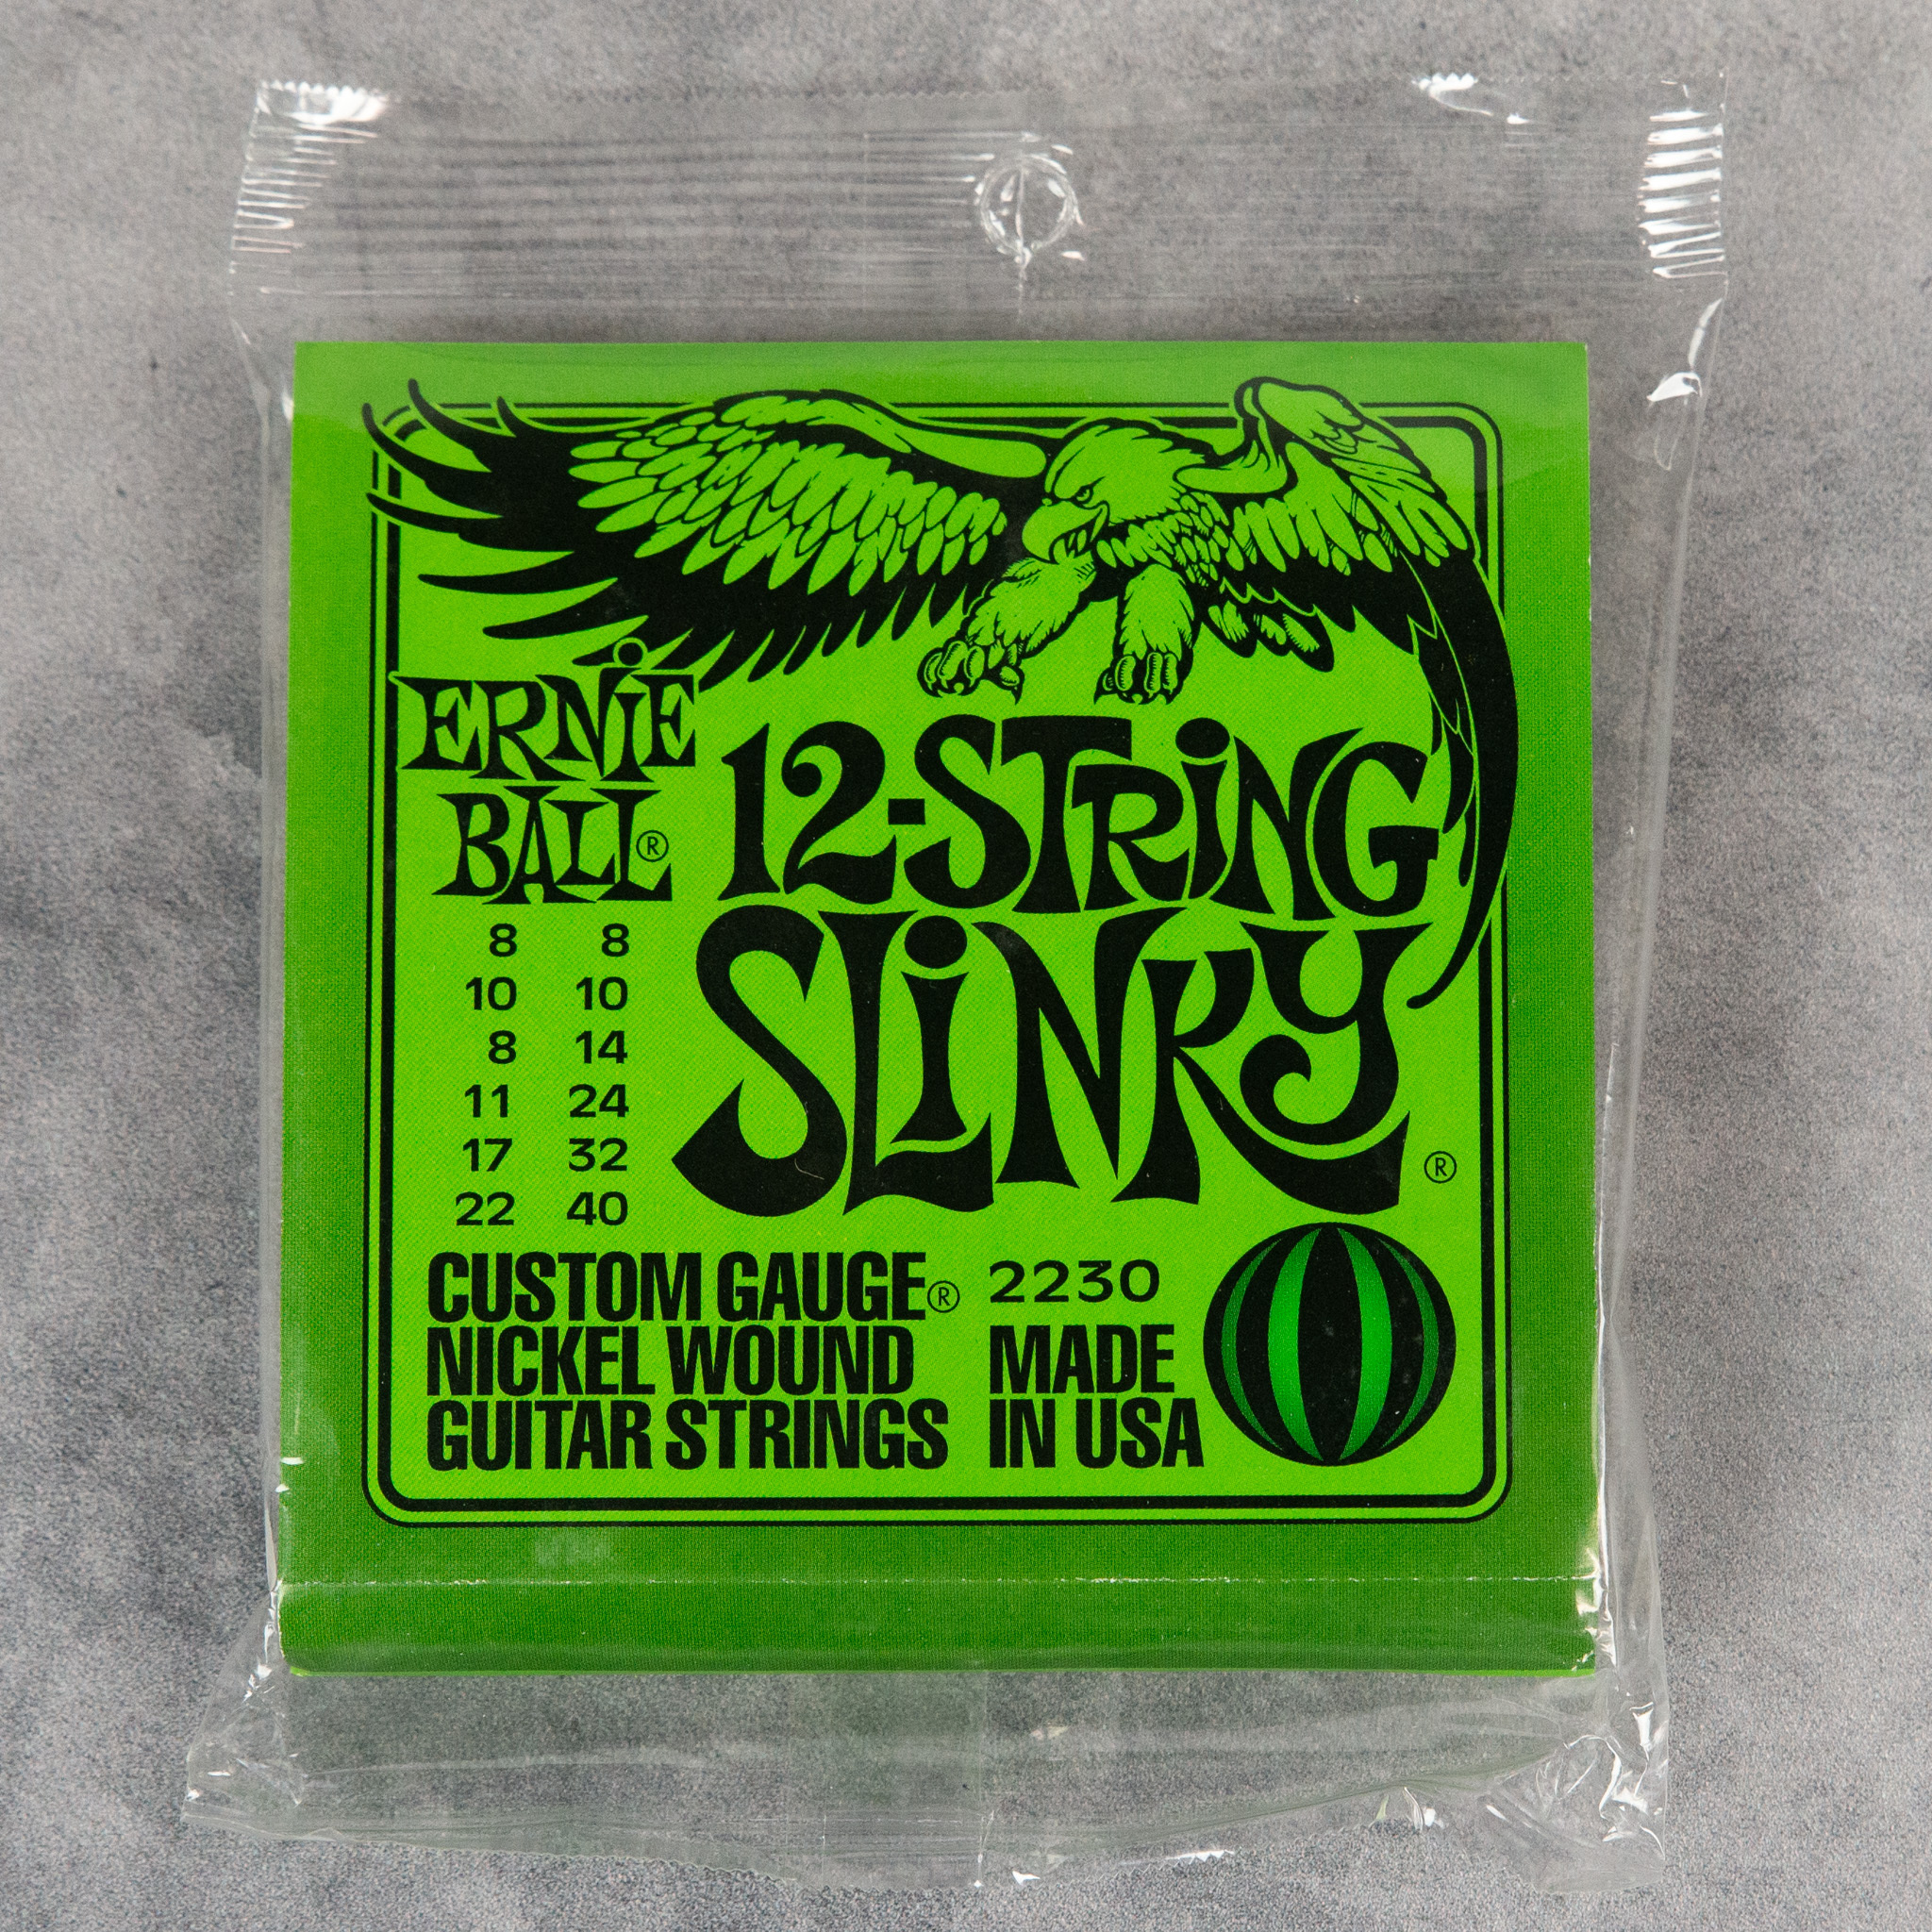 ERNiE
BALL®
12-STRiNG
SLiNKY®
8 8
10 10
8 14
11 24
17 32
22 40
CUSTOM GAUGE®
NICKEL WOUND
GUITAR STRINGS
2230
MADE
IN USA